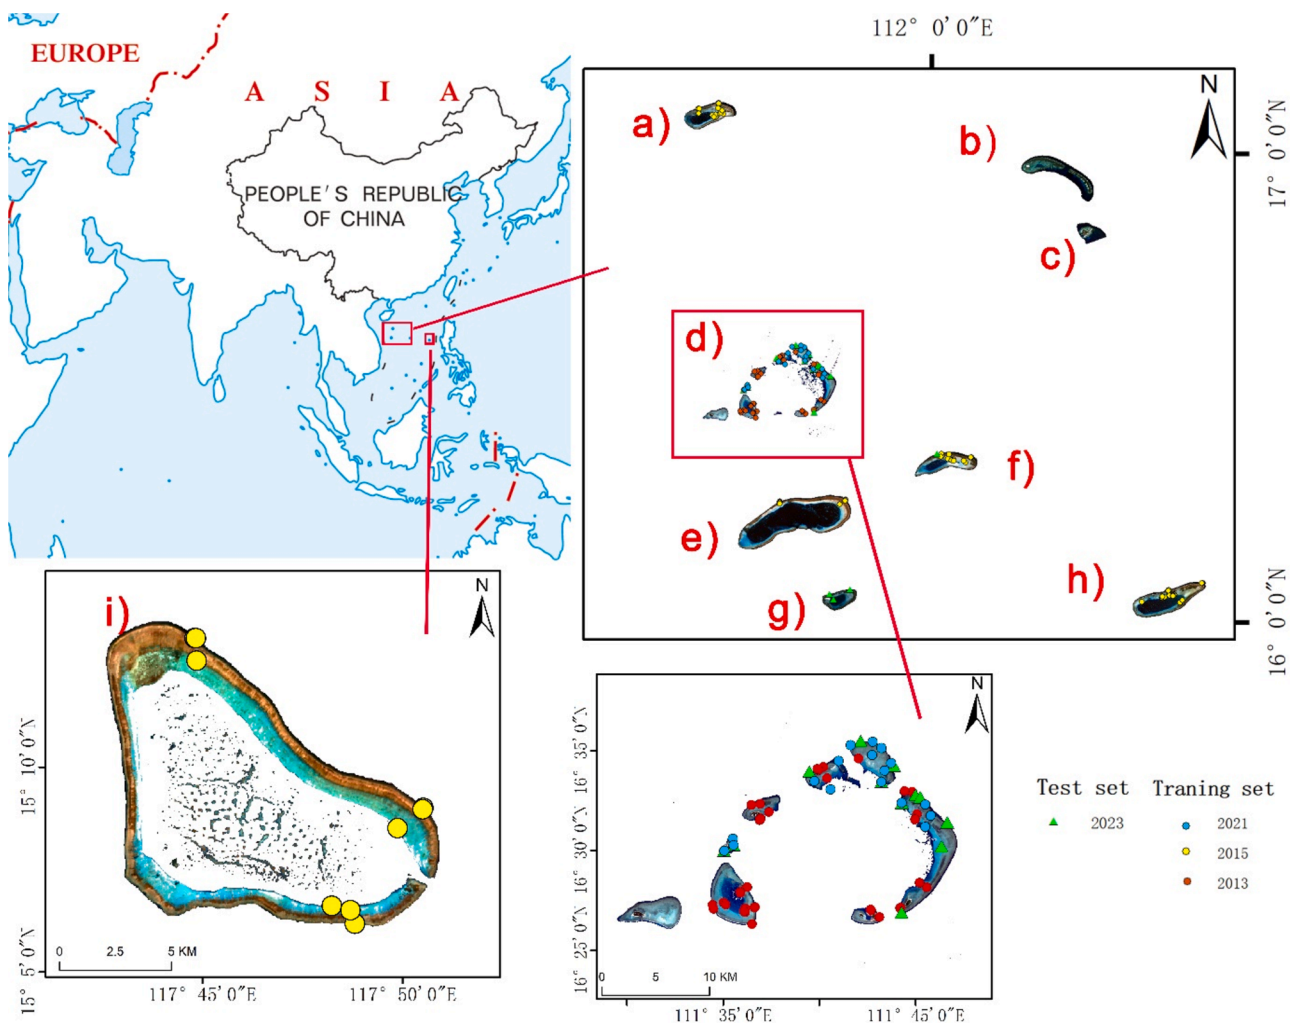 EUROPE
A S I A
PEOPLE'S REPUBLIC
OF CHINA
112° 0′0″E
N
17° 0′0″N
16° 0′0″N
a)
b)
c)
d)
e)
f)
g)
h)
i)
N
15° 10′0″N
15° 5′0″N
0 2.5 5 KM
117°45′0″E 117°50′0″E
N
16°35′0″N
16°30′0″N
16°25′0″N
0 5 10 KM
111°35′0″E 111°45′0″E
Test set Traning set
2023 2021
2015
2013